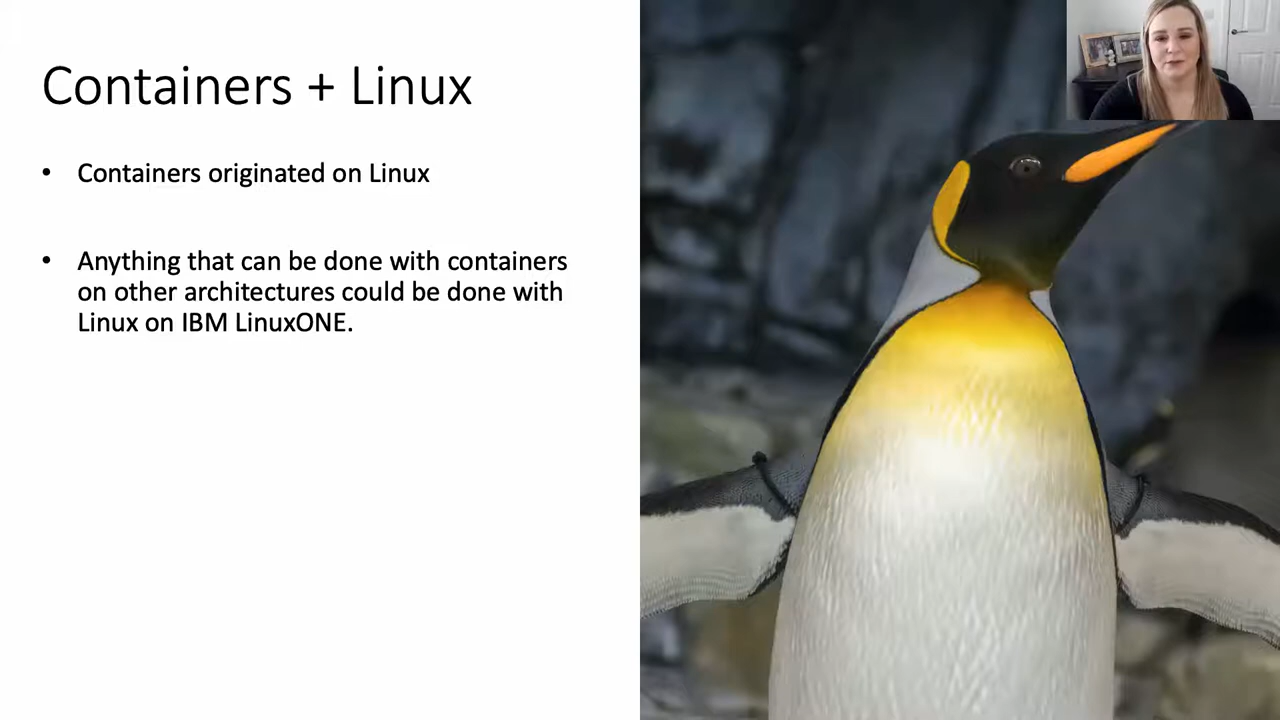 Containers + Linux
• Containers originated on Linux
• Anything that can be done with containers
on other architectures could be done with
Linux on IBM LinuxONE.